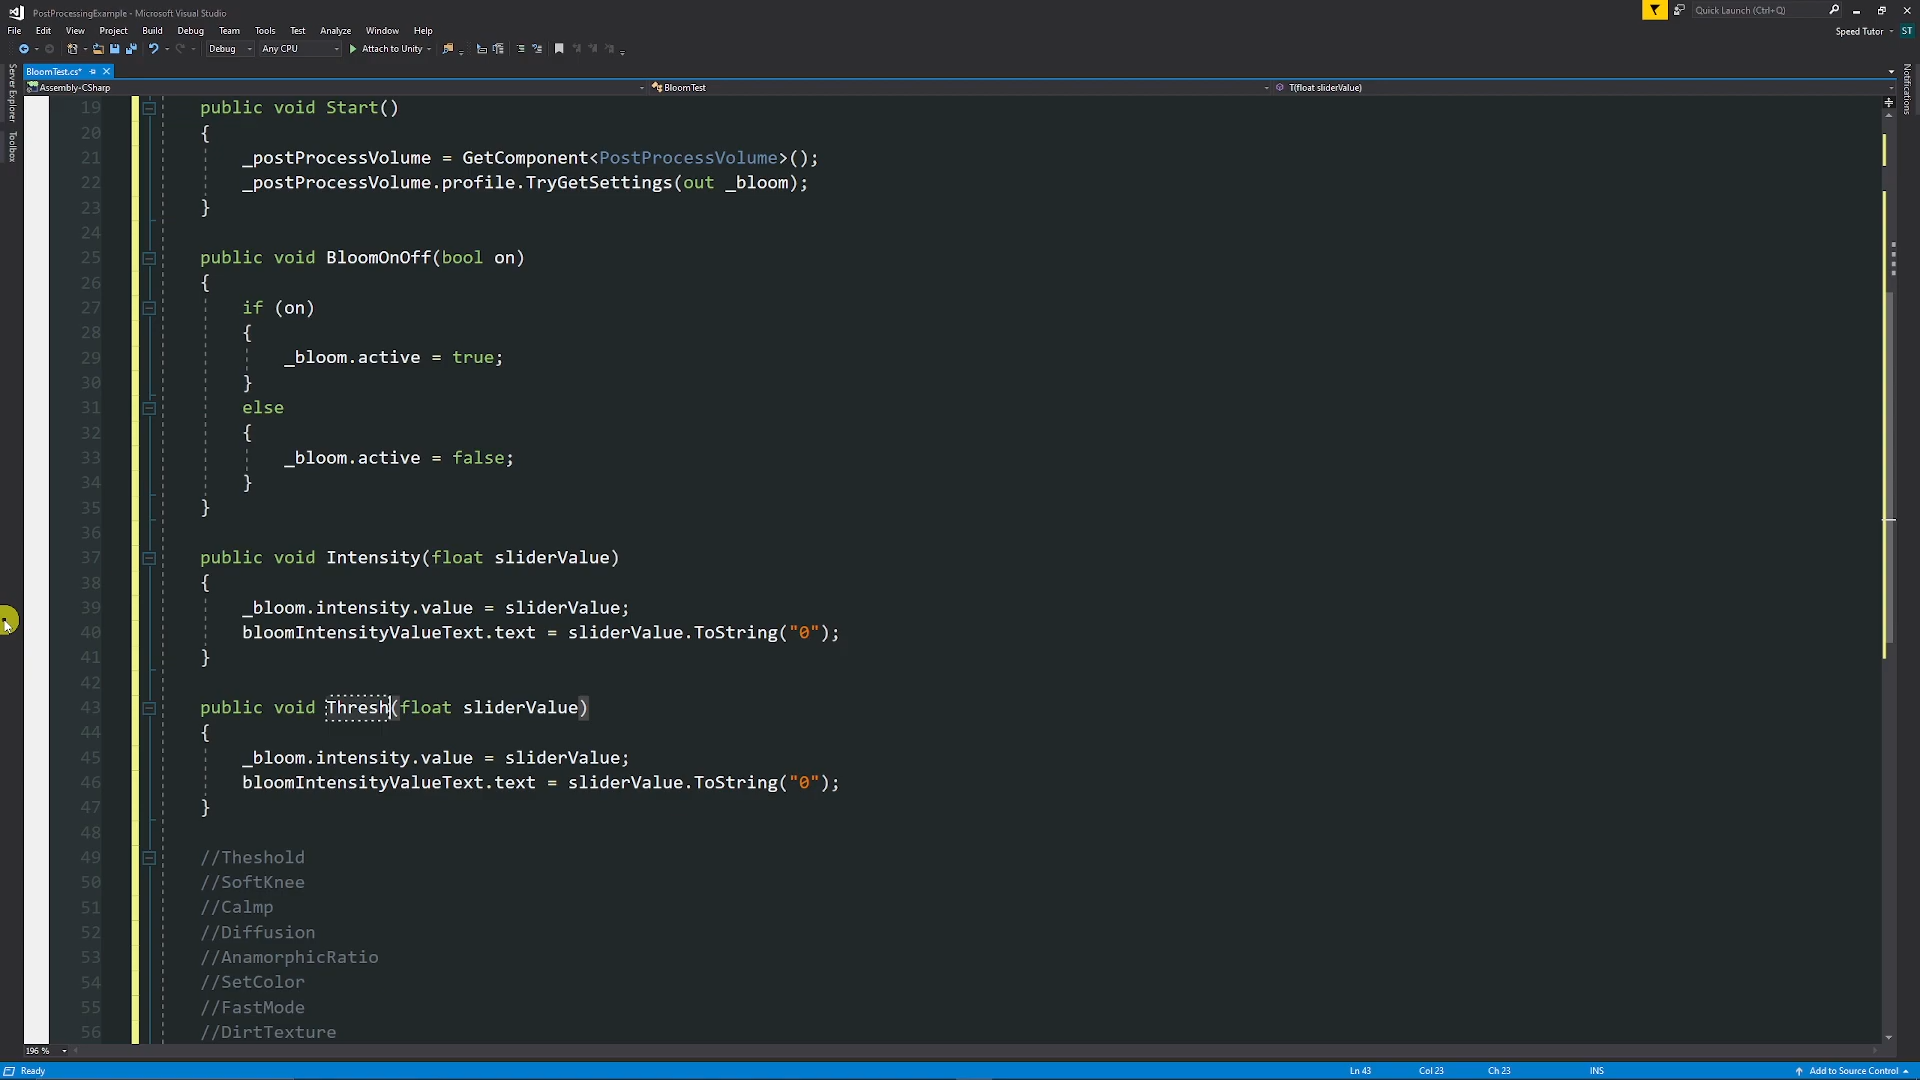 PostProcessingExample - Microsoft Visual Studio
Quick Launch (Ctrl+Q)
File Edit View Project Build Debug Team Tools Test Analyze Window Help
Speed Tutor ST
Debug Any CPU Attach to Unity
BloomTest.cs*
Assembly-CSharp BloomTest T(float sliderValue)
Server Explorer
Toolbox
Notifications
19 public void Start()
20 {
21 _postProcessVolume = GetComponent<PostProcessVolume>();
22 _postProcessVolume.profile.TryGetSettings(out _bloom);
23 }
24
25 public void BloomOnOff(bool on)
26 {
27 if (on)
28 {
29 _bloom.active = true;
30 }
31 else
32 {
33 _bloom.active = false;
34 }
35 }
36
37 public void Intensity(float sliderValue)
38 {
39 _bloom.intensity.value = sliderValue;
40 bloomIntensityValueText.text = sliderValue.ToString("0");
41 }
42
43 public void Thresh(float sliderValue)
44 {
45 _bloom.intensity.value = sliderValue;
46 bloomIntensityValueText.text = sliderValue.ToString("0");
47 }
48
49 //Theshold
50 //SoftKnee
51 //Calmp
52 //Diffusion
53 //AnamorphicRatio
54 //SetColor
55 //FastMode
56 //DirtTexture
196 %
Ready Ln 43 Col 23 Ch 23 INS Add to Source Control